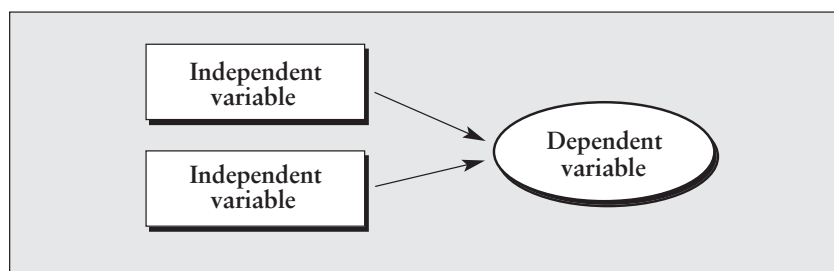 Independent
variable
Independent
variable
Dependent
variable